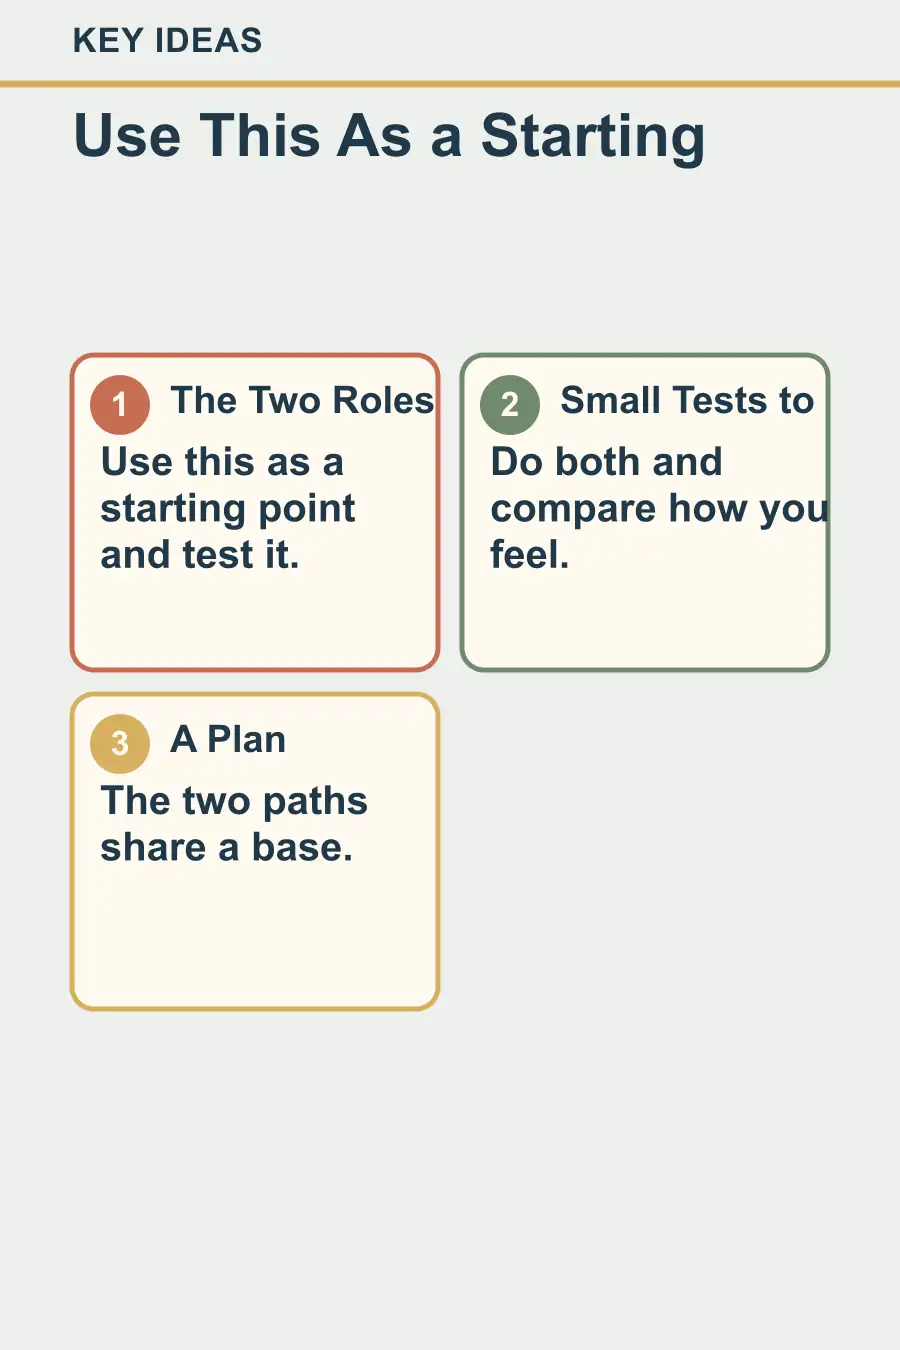 KEY IDEAS
Use This As a Starting
1 The Two Roles
Use this as a
starting point
and test it.
2 Small Tests to
Do both and
compare how you
feel.
3 A Plan
The two paths
share a base.